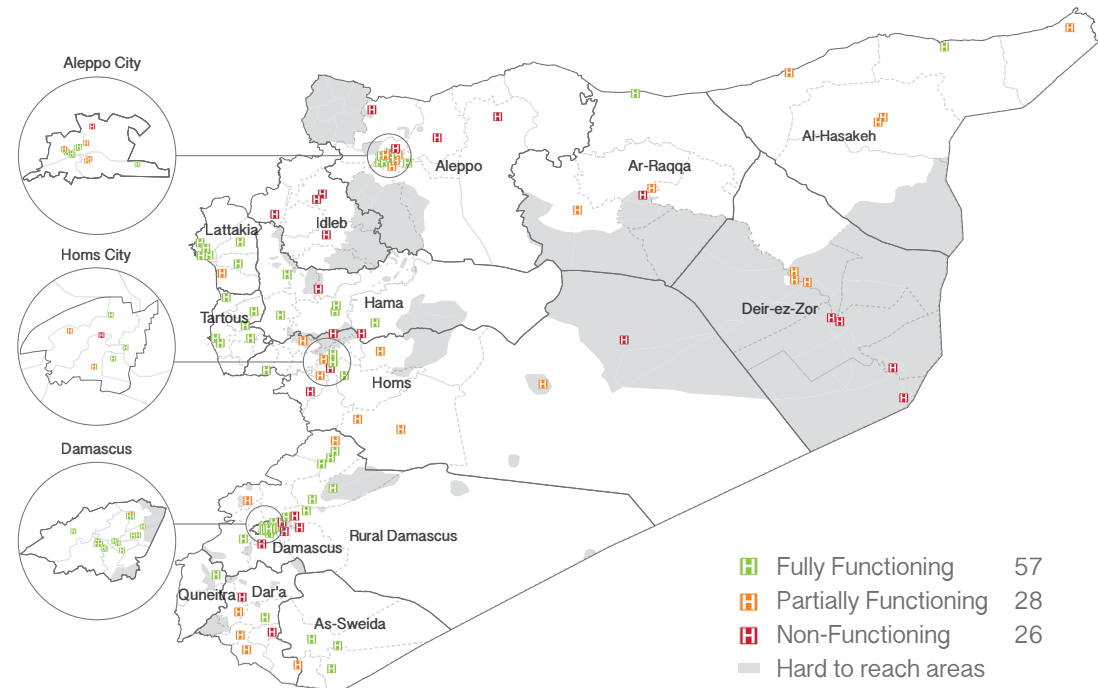 Aleppo City
Al-Hasakeh
Aleppo
Ar-Raqqa
Idleb
Lattakia
Homs City
Hama
Deir-ez-Zor
Tartous
Homs
Damascus
Rural Damascus
Damascus
Quneitra
Dar'a
As-Sweida
H Fully Functioning 57
H Partially Functioning 28
H Non-Functioning 26
Hard to reach areas